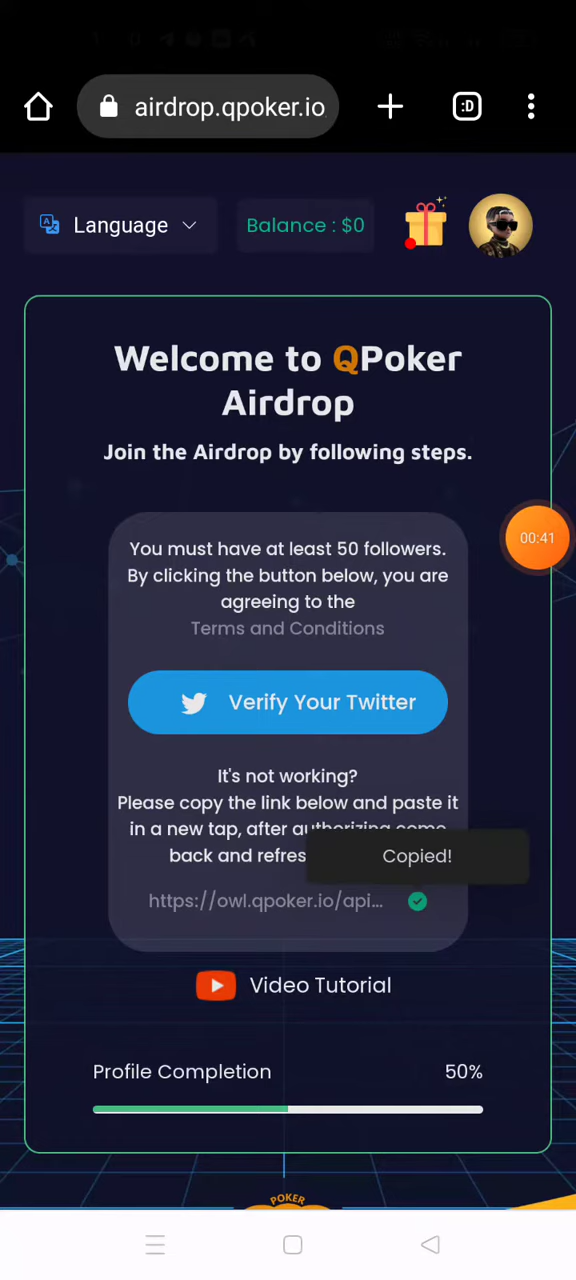 airdrop.qpoker.io
:D
Language
Balance : $0
Welcome to QPoker
Airdrop
Join the Airdrop by following steps.
You must have at least 50 followers.
By clicking the button below, you are
agreeing to the
Terms and Conditions
00:41
Verify Your Twitter
It's not working?
Please copy the link below and paste it
in a new tap, after authorizing come
back and refres
Copied!
https://owl.qpoker.io/api...
Video Tutorial
Profile Completion
50%
POKER